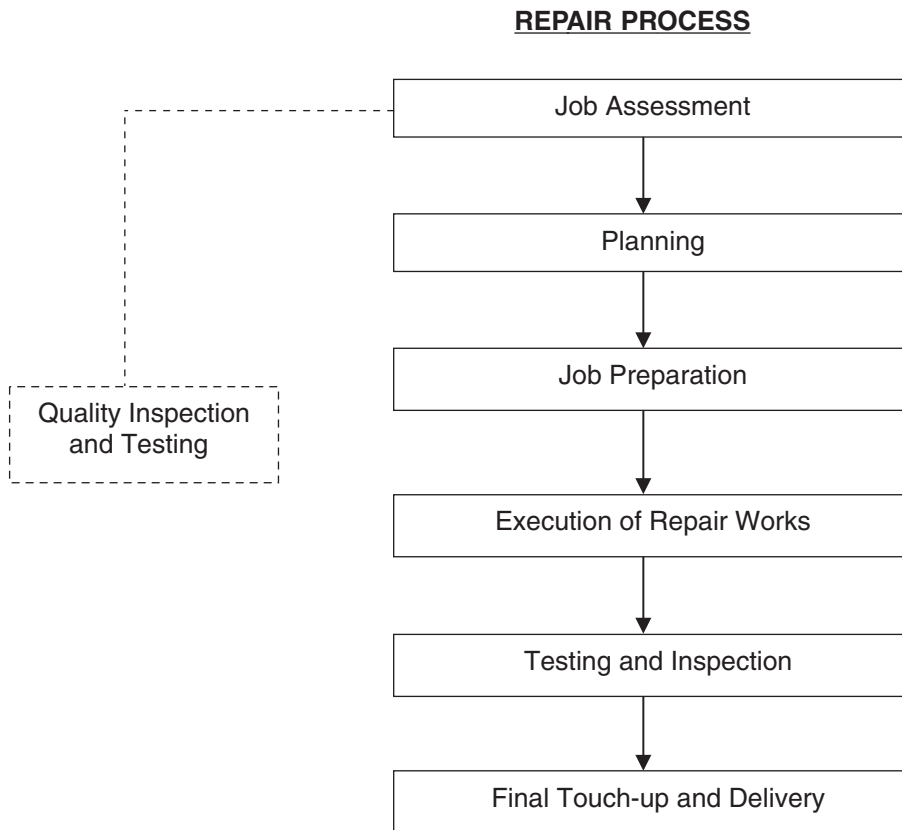 REPAIR PROCESS
Job Assessment
Planning
Job Preparation
Quality Inspection
and Testing
Execution of Repair Works
Testing and Inspection
Final Touch-up and Delivery